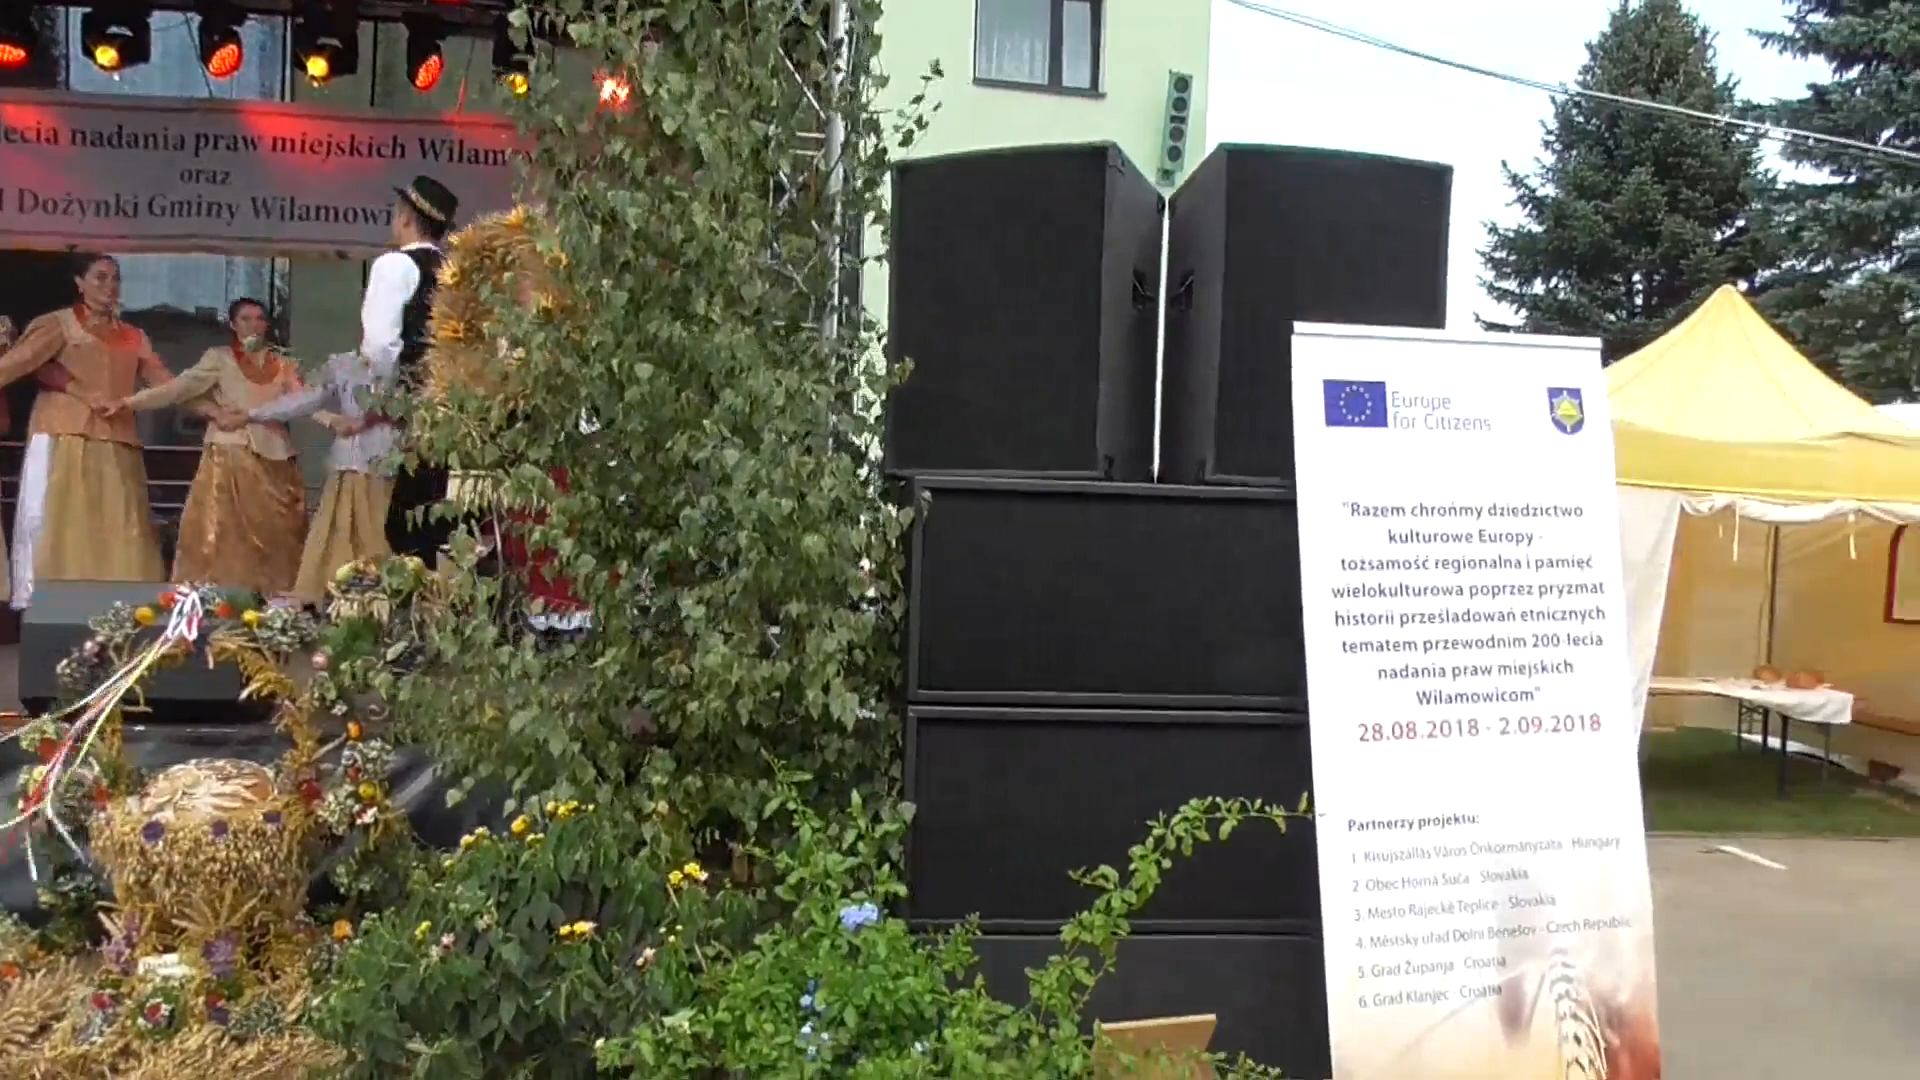 lecia nadania praw miejskich Wilam
oraz
I Dożynki Gminy Wilamowi
Europe
for Citizens
"Razem chrońmy dziedzictwo
kulturowe Europy -
tożsamość regionalna i pamięć
wielokulturowa poprzez pryzmat
historii prześladowań etnicznych
tematem przewodnim 200-lecia
nadania praw miejskich
Wilamowicom"
28.08.2018 - 2.09.2018
Partnerzy projektu:
1 Kisújszállás Város Önkormányzata - Hungary
2 Obec Horná Súča - Slovakia
3. Mesto Rajecké Teplice - Slovakia
4. Městský úřad Dolní Benešov - Czech Republic
5. Grad Županja - Croatia
6. Grad Klanjec - Croatia